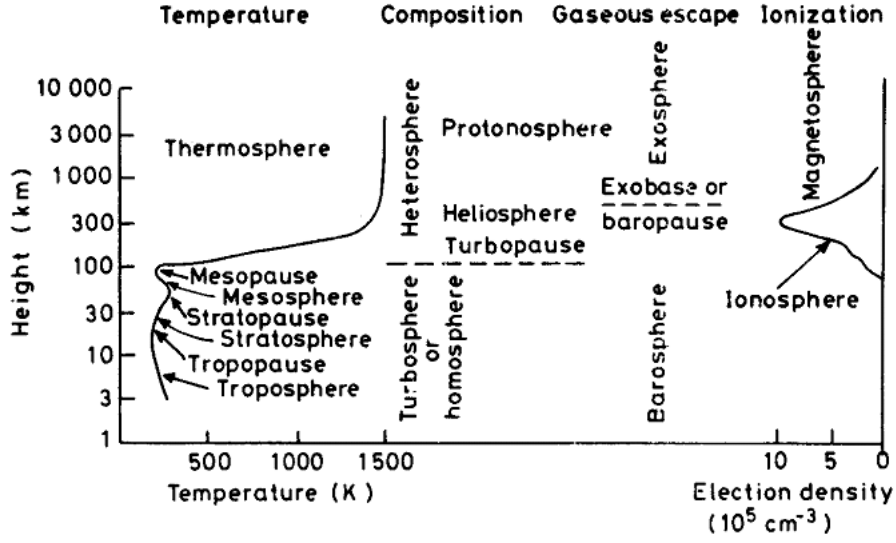 Temperature Composition Gaseous escape Ionization
Height (km)
10 000
3 000
1 000
300
100
30
10
3
1
Thermosphere
Mesopause
Mesosphere
Stratopause
Stratosphere
Tropopause
Troposphere
500 1000 1500
Temperature (K)
Heterosphere
Protonosphere
Heliosphere
Turbopause
Turbosphere
or
homosphere
Exosphere
Exobase or
baropause
Barosphere
Magnetosphere
Ionosphere
10 5 0
Election density
(10⁵ cm⁻³)